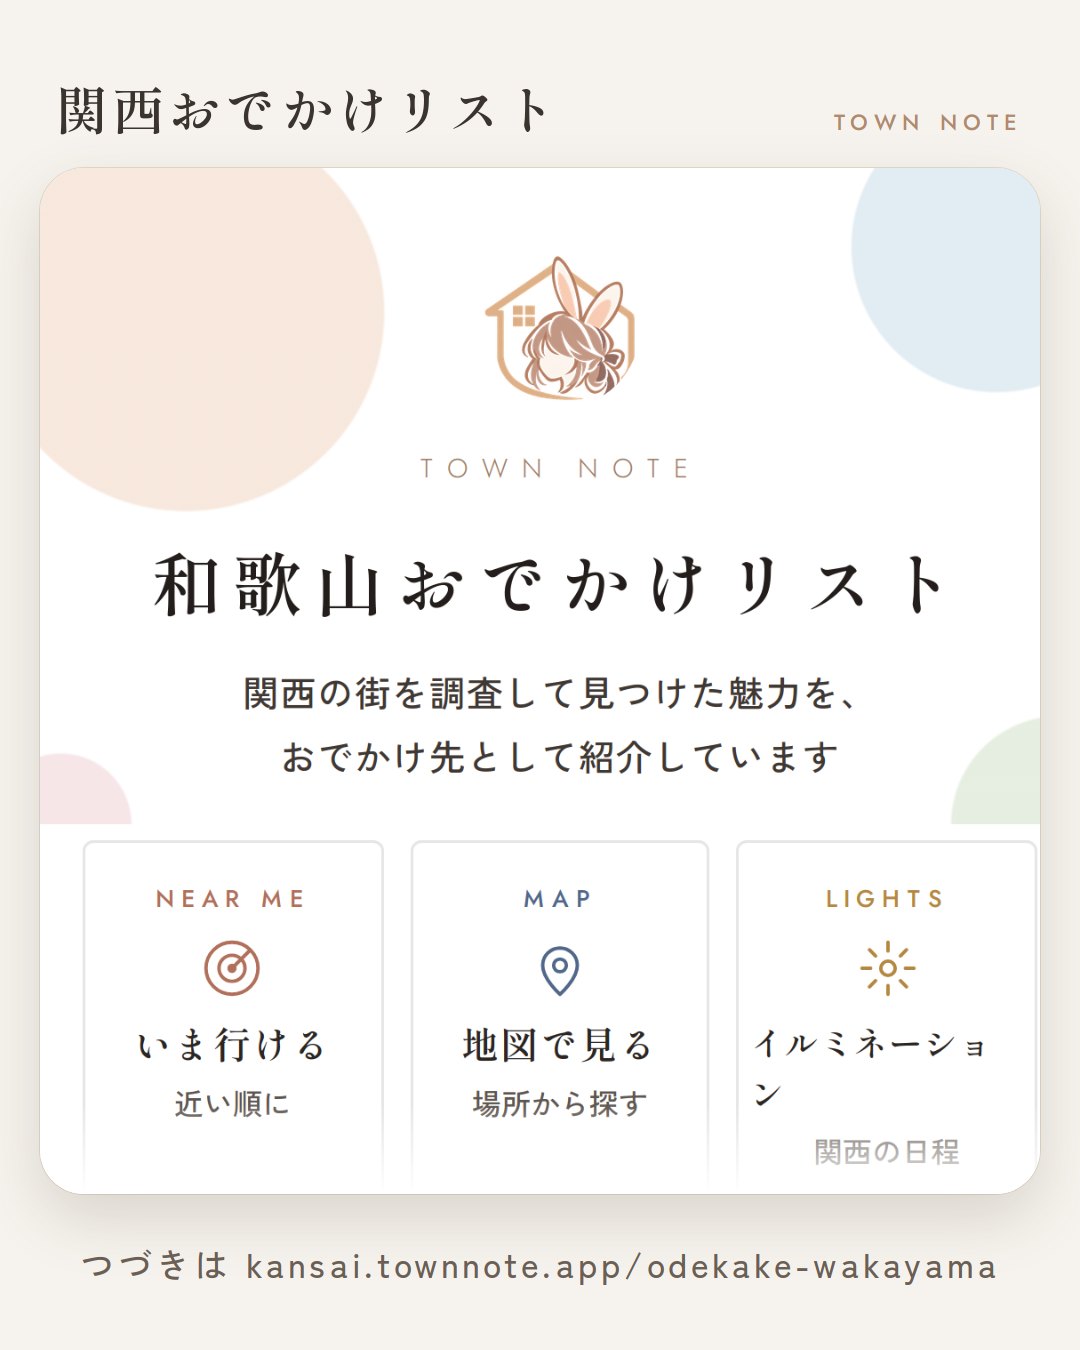 関西おでかけリスト
TOWN NOTE
TOWN NOTE
和歌山おでかけリスト
関西の街を調査して見つけた魅力を、
おでかけ先として紹介しています
NEAR ME
いま行ける
近い順に
MAP
地図で見る
場所から探す
LIGHTS
イルミネーショ
ン
関西の日程
つづきは kansai.townnote.app/odekake-wakayama